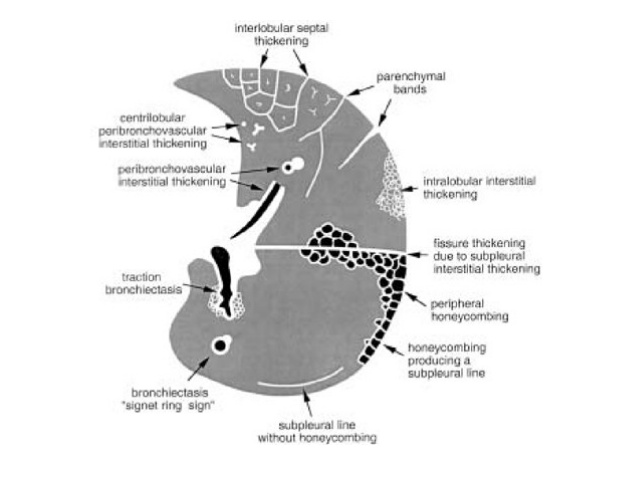 interlobular septal
thickening
parenchymal
bands
centrilobular
peribronchovascular
interstitial thickening
peribronchovascular
interstitial thickening
intralobular interstitial
thickening
fissure thickening
due to subpleural
interstitial thickening
traction
bronchiectasis
peripheral
honeycombing
honeycombing
producing a
subpleural line
bronchiectasis
"signet ring sign"
subpleural line
without honeycombing